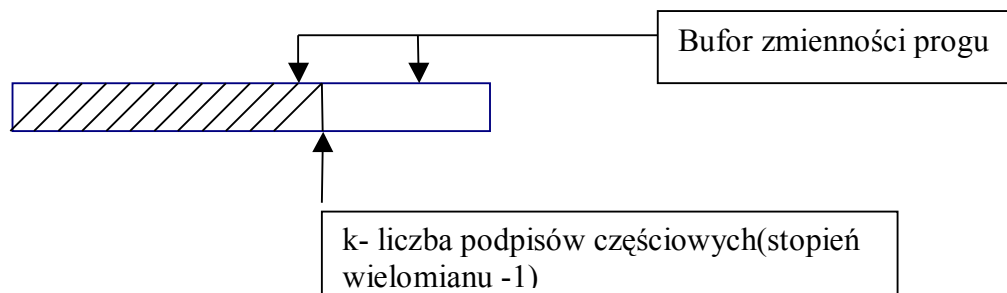 Bufor zmienności progu
k- liczba podpisów częściowych(stopień
wielomianu -1)